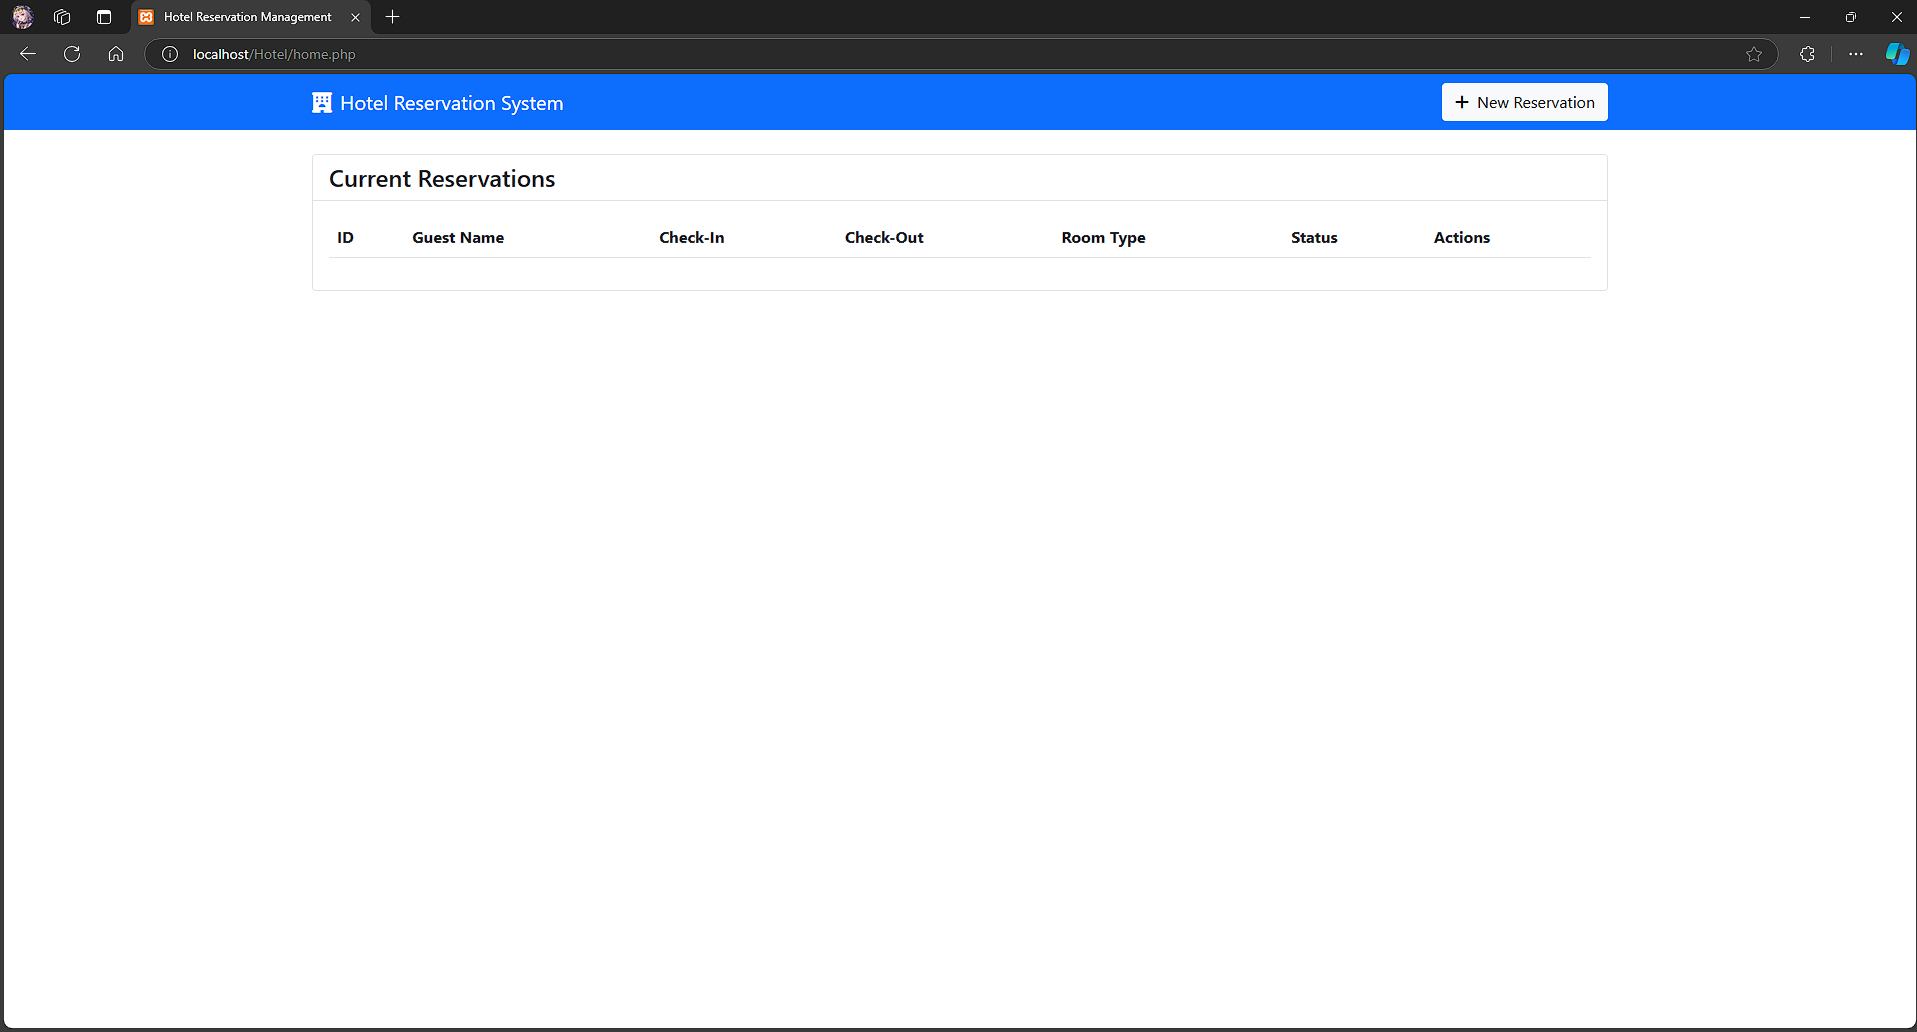 Hotel Reservation Management
localhost/Hotel/home.php
Hotel Reservation System
+ New Reservation
Current Reservations
ID Guest Name Check-In Check-Out Room Type Status Actions